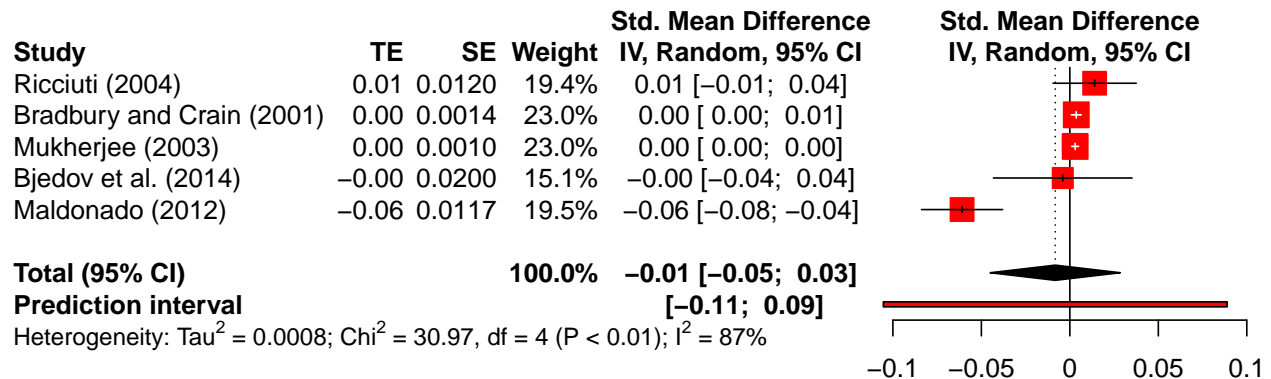 Std. Mean Difference Std. Mean Difference
Study TE SE Weight IV, Random, 95% CI IV, Random, 95% CI
Ricciuti (2004) 0.01 0.0120 19.4% 0.01 [−0.01; 0.04]
Bradbury and Crain (2001) 0.00 0.0014 23.0% 0.00 [ 0.00; 0.01]
Mukherjee (2003) 0.00 0.0010 23.0% 0.00 [ 0.00; 0.00]
Bjedov et al. (2014) −0.00 0.0200 15.1% −0.00 [−0.04; 0.04]
Maldonado (2012) −0.06 0.0117 19.5% −0.06 [−0.08; −0.04]
Total (95% CI) 100.0% −0.01 [−0.05; 0.03]
Prediction interval [−0.11; 0.09]
Heterogeneity: Tau² = 0.0008; Chi² = 30.97, df = 4 (P < 0.01); I² = 87%
−0.1 −0.05 0 0.05 0.1